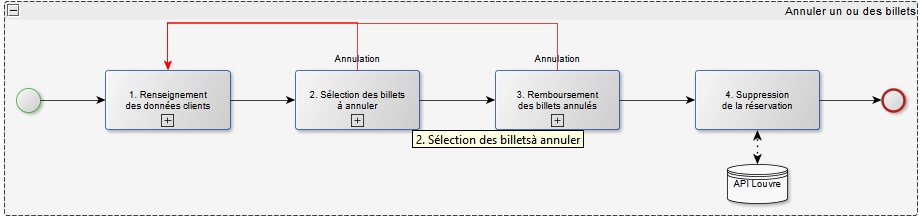 Annuler un ou des billets
Annulation
Annulation
1. Renseignement
des données clients
2. Sélection des billets
à annuler
3. Remboursement
des billets annulés
4. Suppression
de la réservation
2. Sélection des billetsà annuler
API Louvre